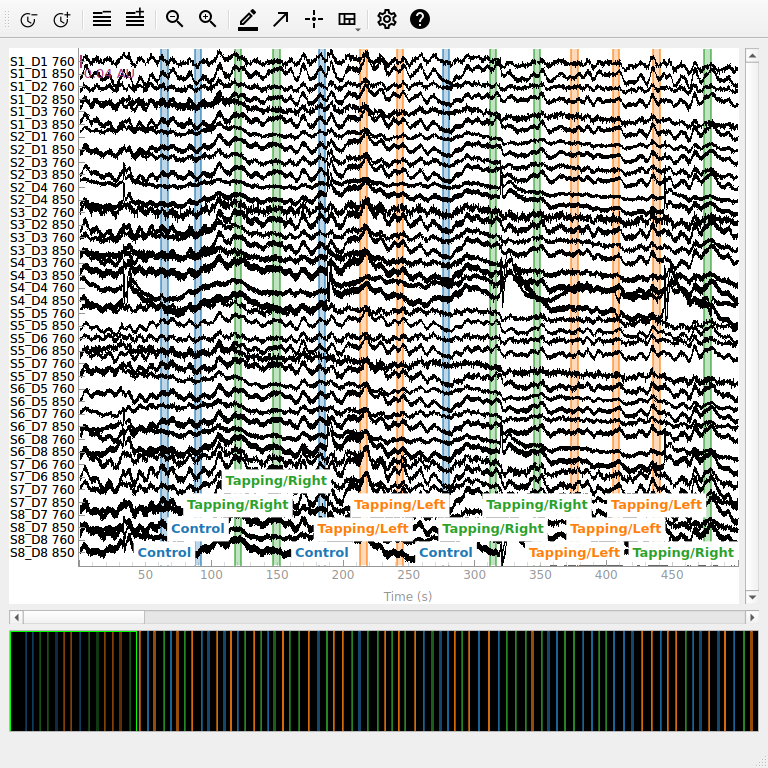 S1_D1 760
S1_D1 850
S1_D2 760
S1_D2 850
S1_D3 760
S1_D3 850
S2_D1 760
S2_D1 850
S2_D3 760
S2_D3 850
S2_D4 760
S2_D4 850
S3_D2 760
S3_D2 850
S3_D3 760
S3_D3 850
S4_D3 760
S4_D3 850
S4_D4 760
S4_D4 850
S5_D5 760
S5_D5 850
S5_D6 760
S5_D6 850
S5_D7 760
S5_D7 850
S6_D5 760
S6_D5 850
S6_D7 760
S6_D7 850
S6_D8 760
S6_D8 850
S7_D6 760
S7_D6 850
S7_D7 760
S7_D7 850
S8_D7 760
S8_D7 850
S8_D8 760
S8_D8 850
Tapping/Right
Tapping/Right Tapping/Left Tapping/Right Tapping/Left
Control Tapping/Left Tapping/Right Tapping/Left
Control Control Control Tapping/Left Tapping/Right
50 100 150 200 250 300 350 400 450
Time (s)